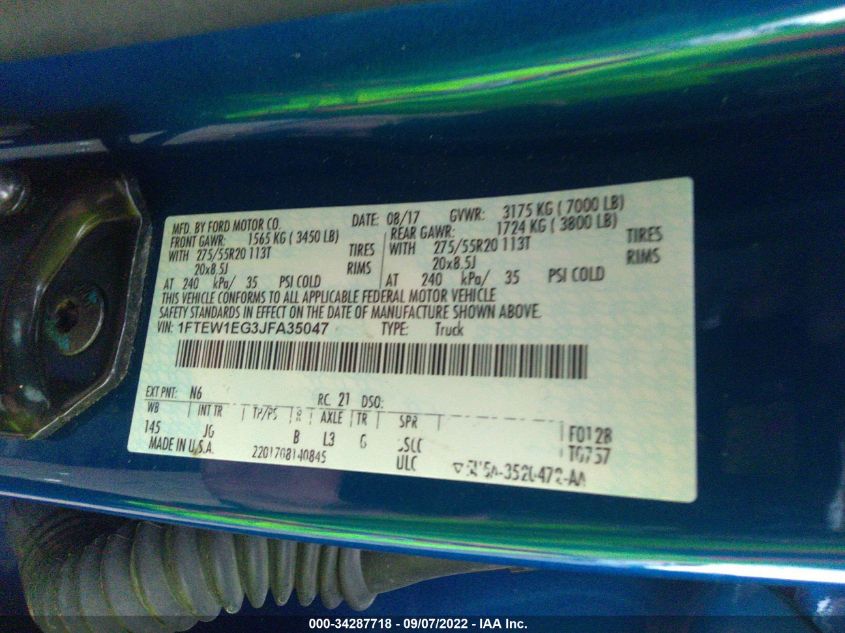 MFD. BY FORD MOTOR CO. DATE: 08/17 GVWR: 3175 KG ( 7000 LB)
FRONT GAWR: 1565 KG ( 3450 LB) REAR GAWR: 1724 KG ( 3800 LB)
WITH 275/55R20 113T TIRES WITH 275/55R20 113T TIRES
20x8.5J RIMS 20x8.5J RIMS
AT 240 kPa/ 35 PSI COLD AT 240 kPa/ 35 PSI COLD
THIS VEHICLE CONFORMS TO ALL APPLICABLE FEDERAL MOTOR VEHICLE
SAFETY STANDARDS IN EFFECT ON THE DATE OF MANUFACTURE SHOWN ABOVE.
VIN: 1FTEW1EG3JFA35047 TYPE: Truck
EXT PNT: N6 RC: 21 DSO:
WB INT TR TP/PS R AXLE TR SPR
145 JG B L3 G F0128
MADE IN U.S.A. 2201708140845 T0757
000-34287718 - 09/07/2022 - IAA Inc.